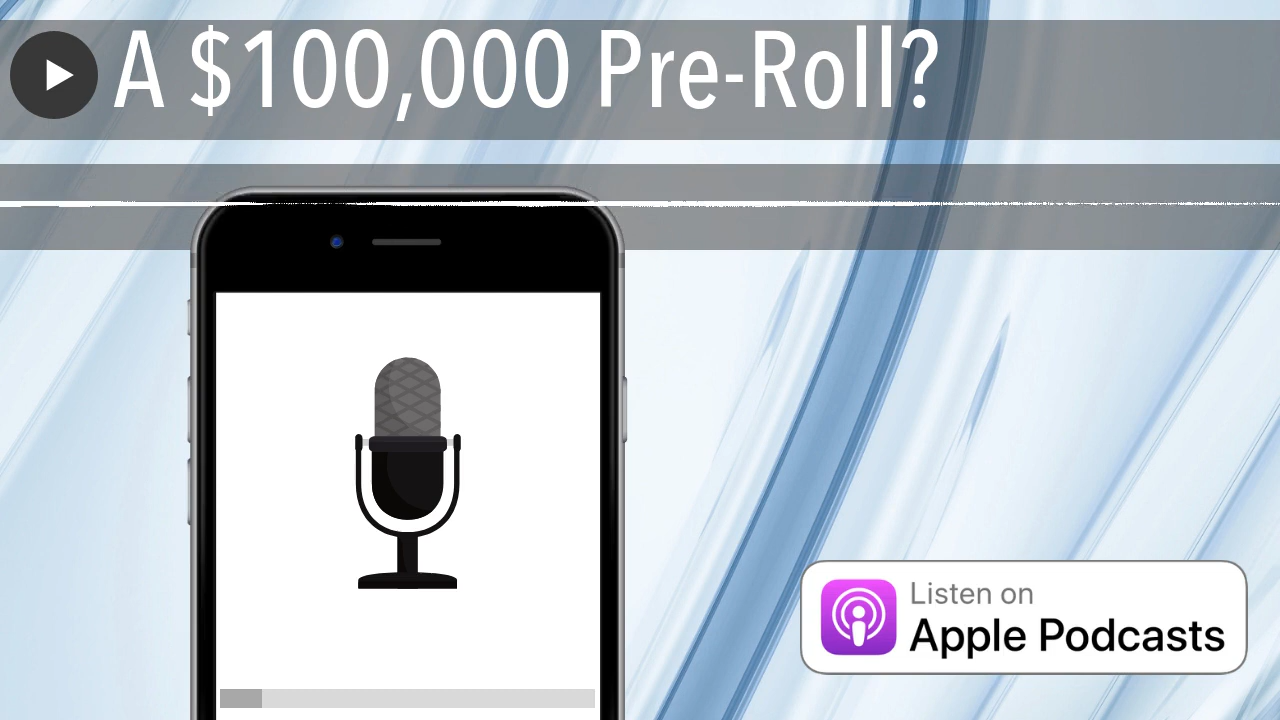 A $100,000 Pre-Roll?
Listen on
Apple Podcasts